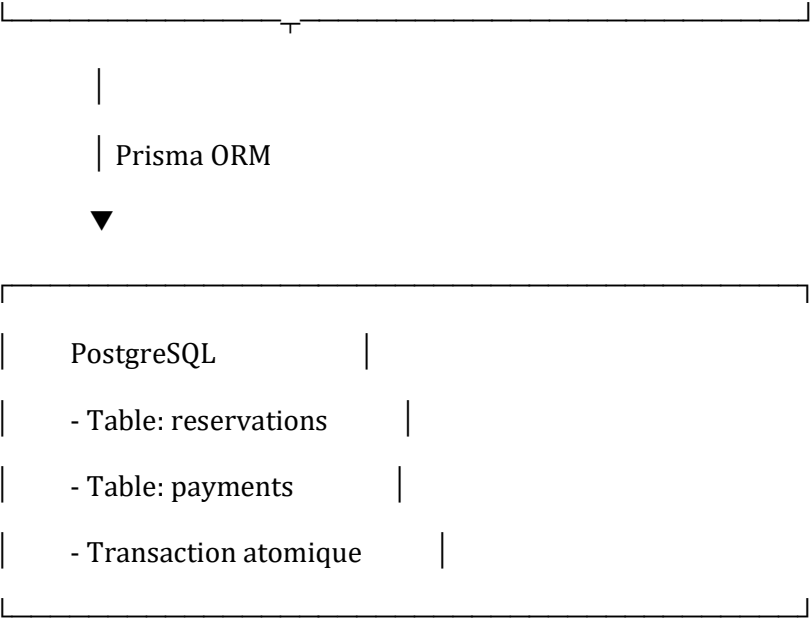 Prisma ORM
PostgreSQL
- Table: reservations
- Table: payments
- Transaction atomique